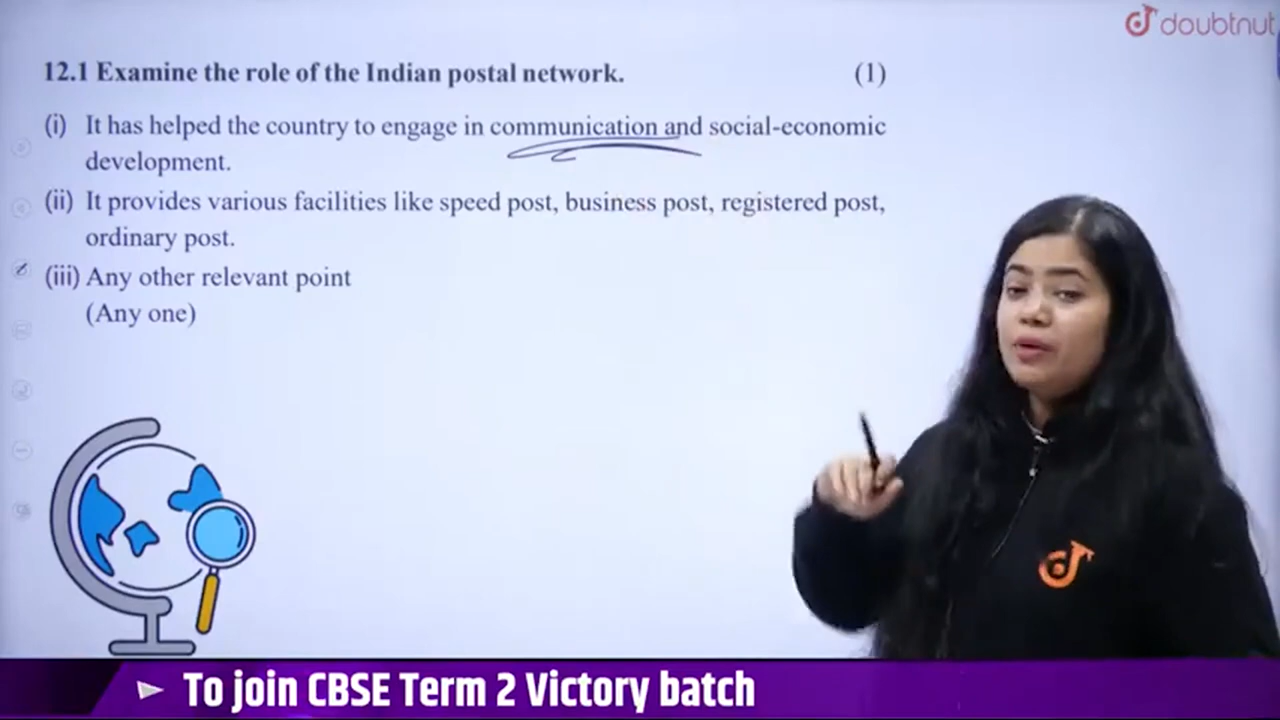 doubtnut
12.1 Examine the role of the Indian postal network. (1)
(i) It has helped the country to engage in communication and social-economic
development.
(ii) It provides various facilities like speed post, business post, registered post,
ordinary post.
(iii) Any other relevant point
(Any one)
To join CBSE Term 2 Victory batch